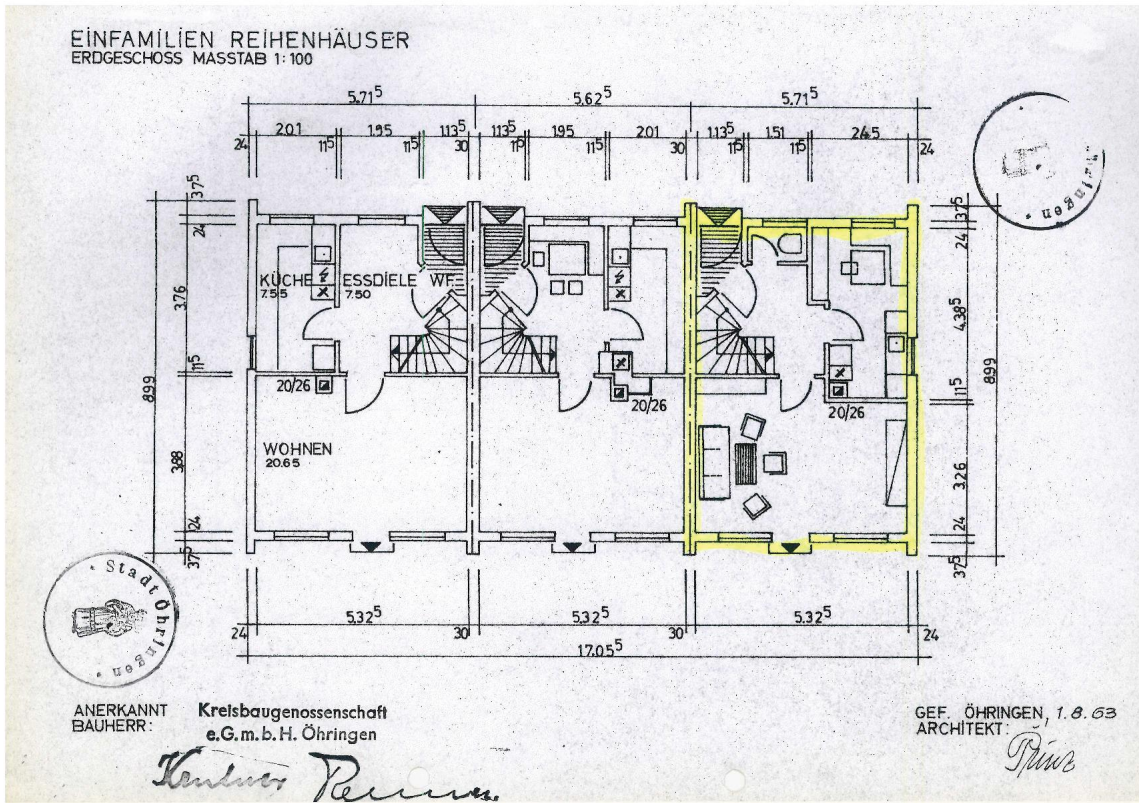 EINFAMILIEN REIHENHÄUSER
ERDGESCHOSS MASSTAB 1:100
5.71⁵ 5.62⁵ 5.71⁵
24 2.01 11⁵ 1.95 11⁵ 1.13⁵ 30 1.13⁵ 11⁵ 1.95 11⁵ 2.01 30 1.13⁵ 11⁵ 1.51 11⁵ 2.45 24
37⁵ 24 3.76 11⁵ 3.88 24 37⁵
8.99
KÜCHE 7.55
ESSDIELE 7.50
WF
20/26
20/26
20/26
WOHNEN
20.65
37⁵ 24 4.38⁵ 11⁵ 3.26 24 37⁵
8.99
24 5.32⁵ 30 5.32⁵ 30 5.32⁵ 24
17.05⁵
Stadt Öhringen
ANERKANNT
BAUHERR:
Kreisbaugenossenschaft
e.G.m.b.H. Öhringen
GEF. ÖHRINGEN, 1.8.63
ARCHITEKT: